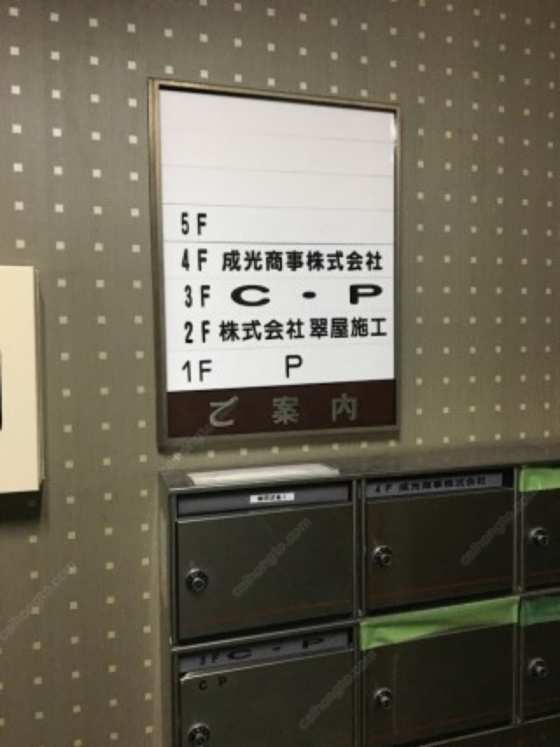 5F
4F 成光商事株式会社
3F C・P
2F 株式会社 翠屋施工
1F P
ご案内
4F 成光商事株式会社
3F C・P
C P